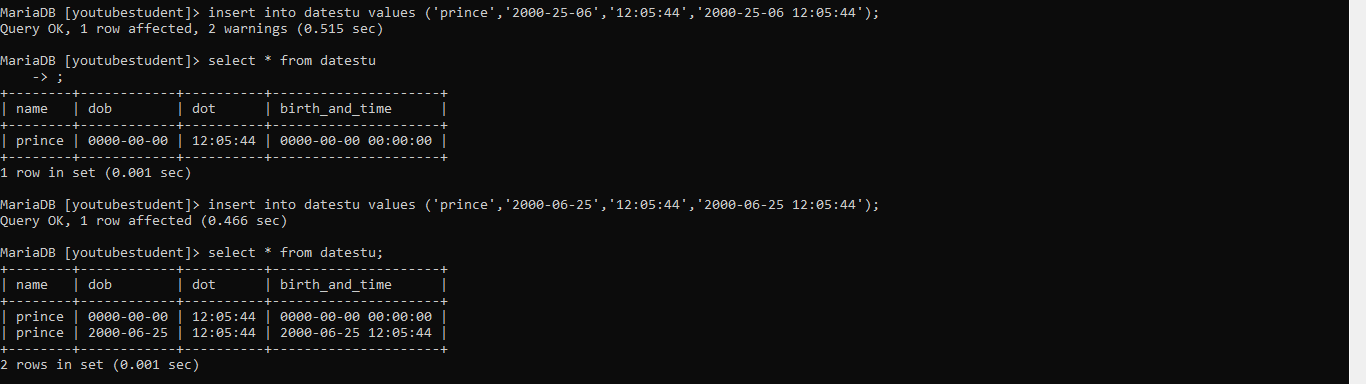 MariaDB [youtubestudent]> insert into datestu values ('prince','2000-25-06','12:05:44','2000-25-06 12:05:44');
Query OK, 1 row affected, 2 warnings (0.515 sec)
MariaDB [youtubestudent]> select * from datestu
    -> ;
+--------+------------+----------+---------------------+
| name   | dob        | dot      | birth_and_time      |
+--------+------------+----------+---------------------+
| prince | 0000-00-00 | 12:05:44 | 0000-00-00 00:00:00 |
+--------+------------+----------+---------------------+
1 row in set (0.001 sec)
MariaDB [youtubestudent]> insert into datestu values ('prince','2000-06-25','12:05:44','2000-06-25 12:05:44');
Query OK, 1 row affected (0.466 sec)
MariaDB [youtubestudent]> select * from datestu;
+--------+------------+----------+---------------------+
| name   | dob        | dot      | birth_and_time      |
+--------+------------+----------+---------------------+
| prince | 0000-00-00 | 12:05:44 | 0000-00-00 00:00:00 |
| prince | 2000-06-25 | 12:05:44 | 2000-06-25 12:05:44 |
+--------+------------+----------+---------------------+
2 rows in set (0.001 sec)